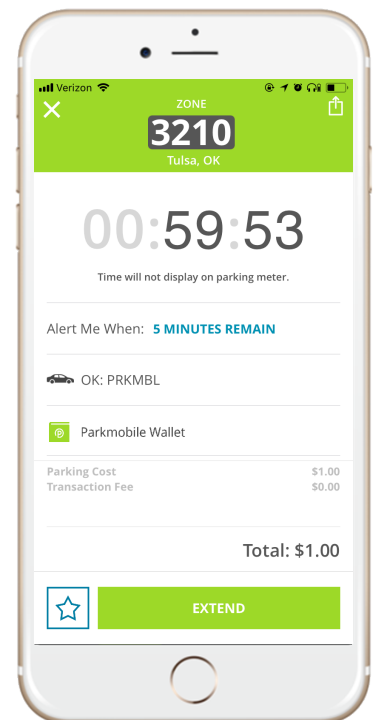 Verizon
ZONE
3210
Tulsa, OK
00:59:53
Time will not display on parking meter.
Alert Me When: 5 MINUTES REMAIN
OK: PRKMBL
Parkmobile Wallet
Parking Cost $1.00
Transaction Fee $0.00
Total: $1.00
EXTEND